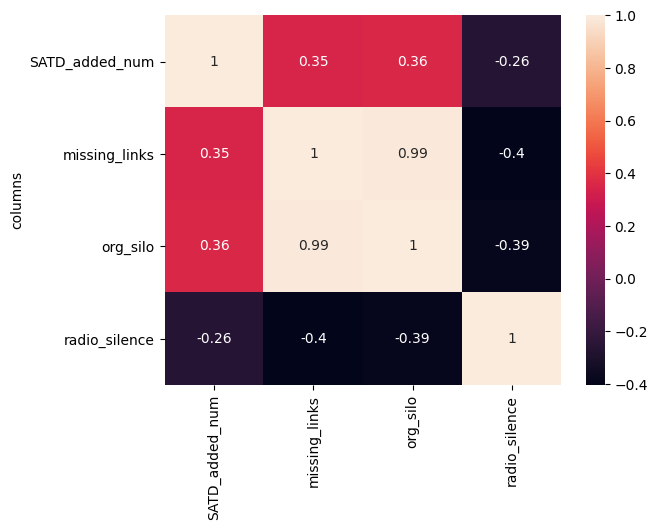 SATD_added_num 1 0.35 0.36 -0.26
missing_links 0.35 1 0.99 -0.4
org_silo 0.36 0.99 1 -0.39
radio_silence -0.26 -0.4 -0.39 1
columns
SATD_added_num
missing_links
org_silo
radio_silence
1.0
0.8
0.6
0.4
0.2
0.0
−0.2
−0.4